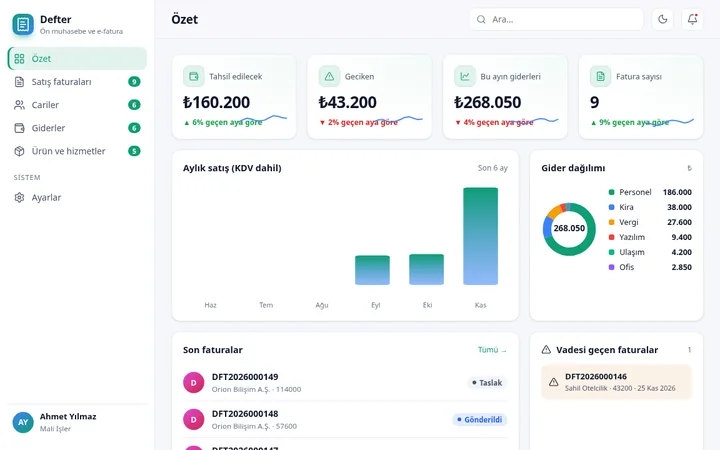 Defter
Ön muhasebe ve e-fatura
Özet
Satış faturaları 9
Cariler 6
Giderler 6
Ürün ve hizmetler 5
SİSTEM
Ayarlar
AY
Ahmet Yılmaz
Mali İşler
Özet
Ara...
Tahsil edilecek
₺160.200
▲ 6% geçen aya göre
Geciken
₺43.200
▼ 2% geçen aya göre
Bu ayın giderleri
₺268.050
▼ 4% geçen aya göre
Fatura sayısı
9
▲ 9% geçen aya göre
Aylık satış (KDV dahil) Son 6 ay
Haz Tem Ağu Eyl Eki Kas
Gider dağılımı ₺
268.050
Personel 186.000
Kira 38.000
Vergi 27.600
Yazılım 9.400
Ulaşım 4.200
Ofis 2.850
Son faturalar Tümü →
D
DFT2026000149
Orion Bilişim A.Ş. · 114000
Taslak
D
DFT2026000148
Orion Bilişim A.Ş. · 57600
Gönderildi
Vadesi geçen faturalar 1
DFT2026000146
Sahil Otelcilik · 43200 · 25 Kas 2026